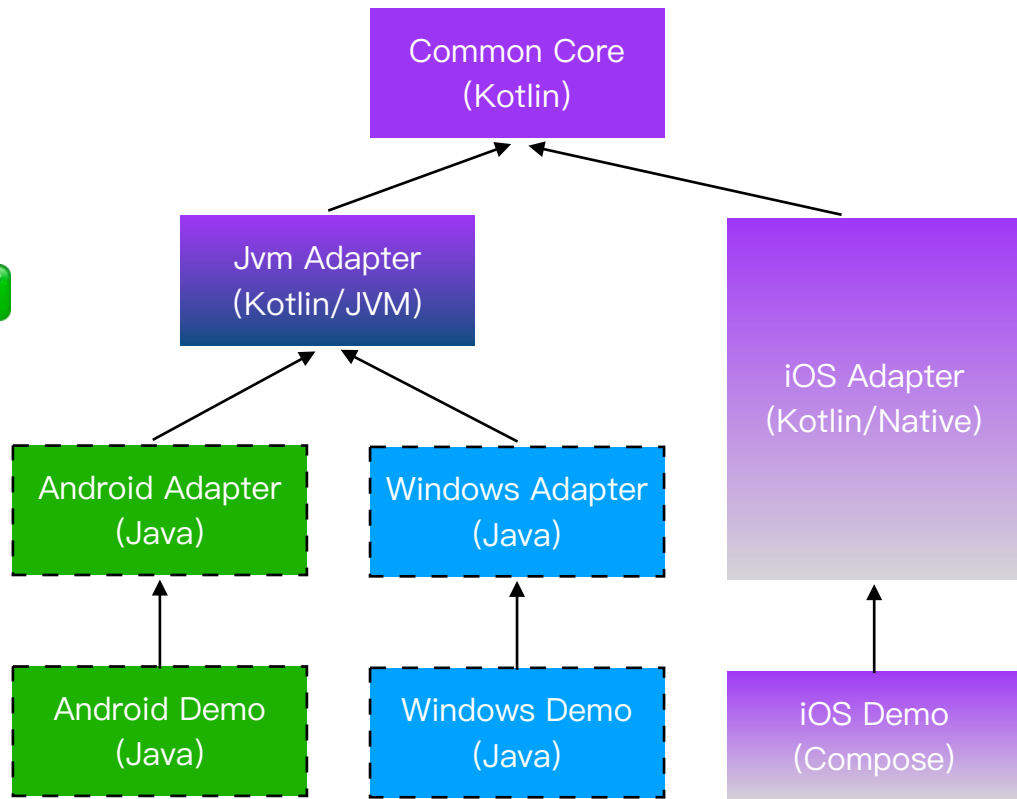 Common Core
(Kotlin)
Jvm Adapter
(Kotlin/JVM)
iOS Adapter
(Kotlin/Native)
Android Adapter
(Java)
Windows Adapter
(Java)
Android Demo
(Java)
Windows Demo
(Java)
iOS Demo
(Compose)